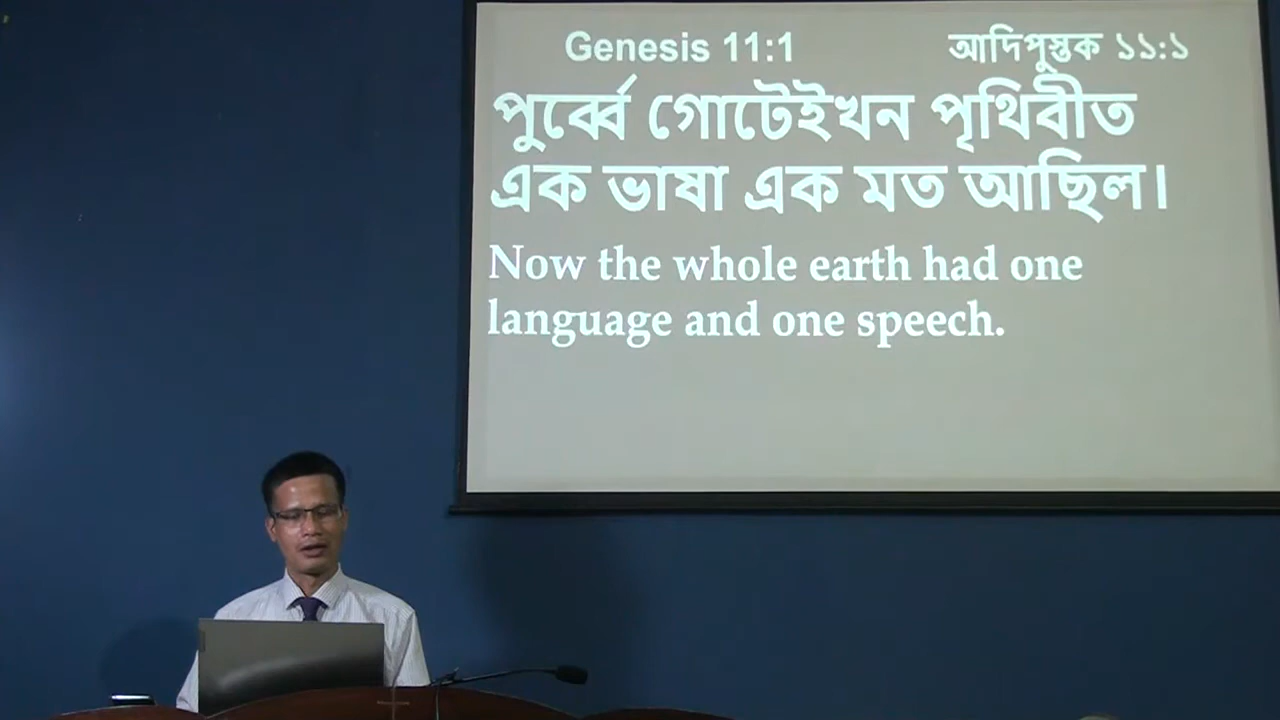 Genesis 11:1 আদিপুস্তক ১১:১
পুৰ্ব্বে গোটেইখন পৃথিবীত
এক ভাষা এক মত আছিল।
Now the whole earth had one
language and one speech.